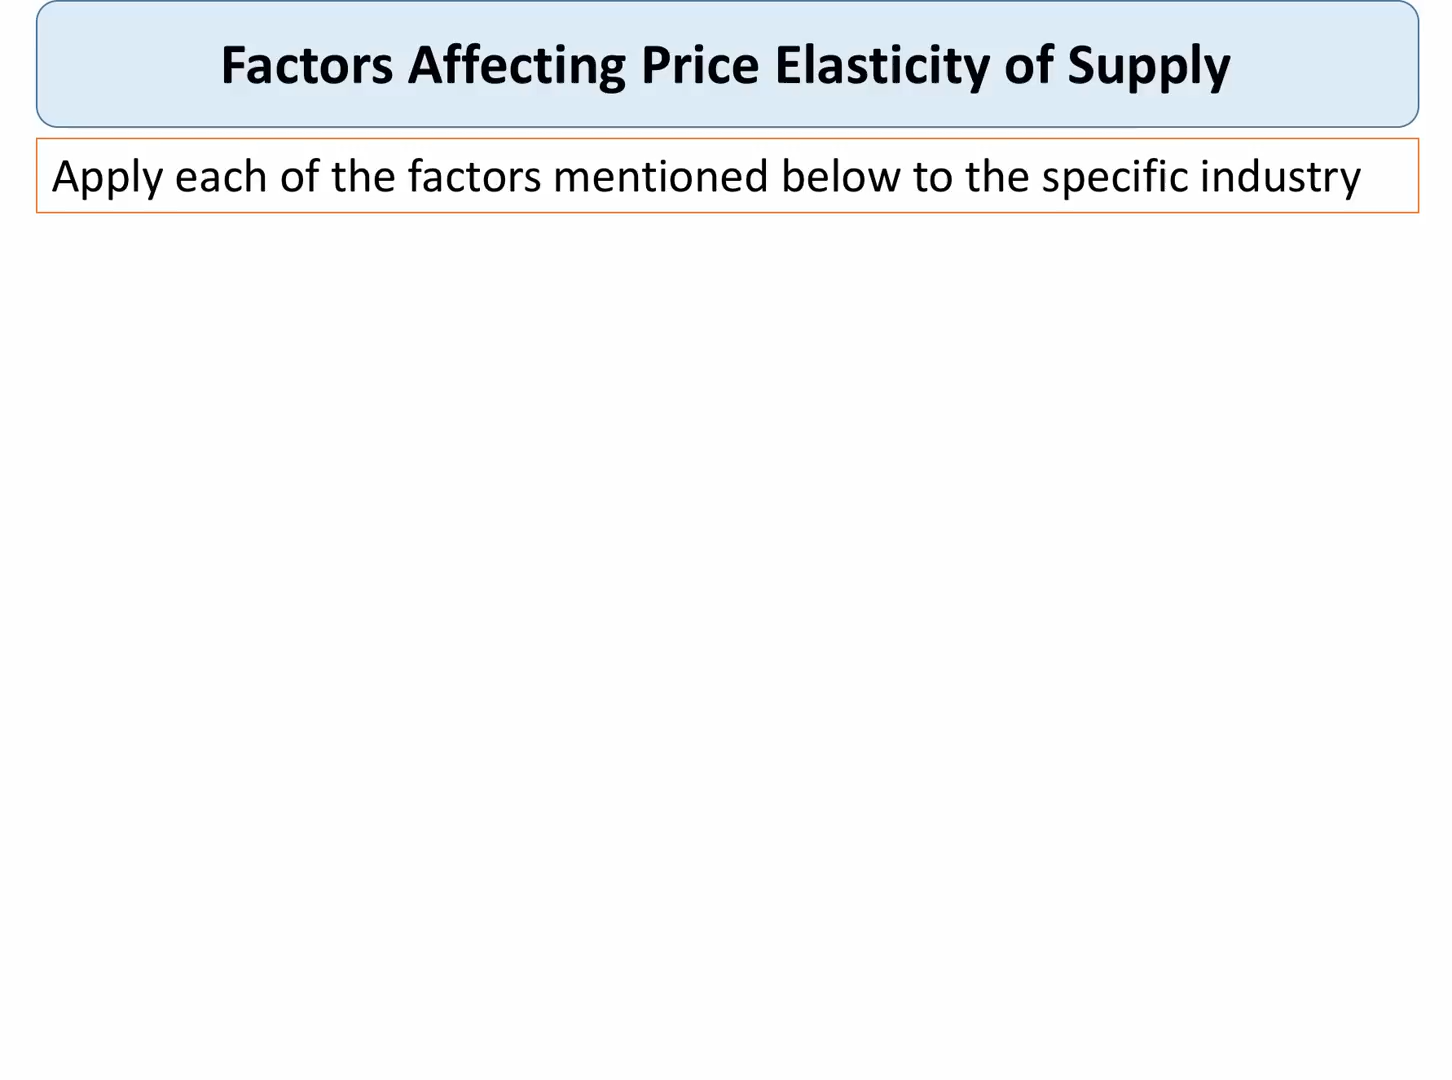 Factors Affecting Price Elasticity of Supply
Apply each of the factors mentioned below to the specific industry